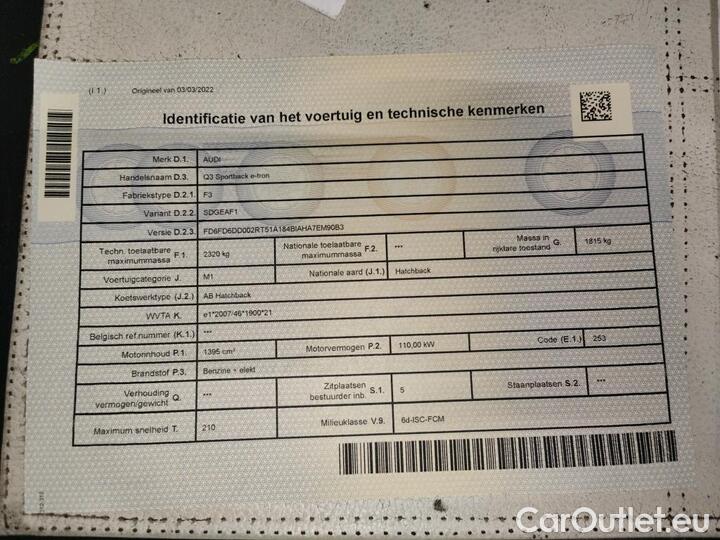 (I 1.) Origineel van 03/03/2022
Identificatie van het voertuig en technische kenmerken
Merk D.1. AUDI
Handelsnaam D.3. Q3 Sportback e-tron
Fabriekstype D.2.1. F3
Variant D.2.2. SDGEAF1
Versie D.2.3. FD6FD6DD002RT51A184BIAHA7EM90B3
Techn. toelaatbare maximummassa F.1. 2320 kg Nationale toelaatbare maximummassa F.2. *** Massa in rijklare toestand G. 1815 kg
Voertuigcategorie J. M1 Nationale aard (J.1.) Hatchback
Koetswerktype (J.2.) AB Hatchback
WVTA K. e1*2007/46*1900*21
Belgisch ref.nummer (K.1.) ***
Motorinhoud P.1. 1395 cm³ Motorvermogen P.2. 110,00 kW Code (E.1.) 253
Brandstof P.3. Benzine + elekt
Verhouding vermogen/gewicht Q. *** Zitplaatsen bestuurder inb. S.1. 5 Staanplaatsen S.2. ***
Maximum snelheid T. 210 Milieuklasse V.9. 6d-ISC-FCM
CarOutlet.eu